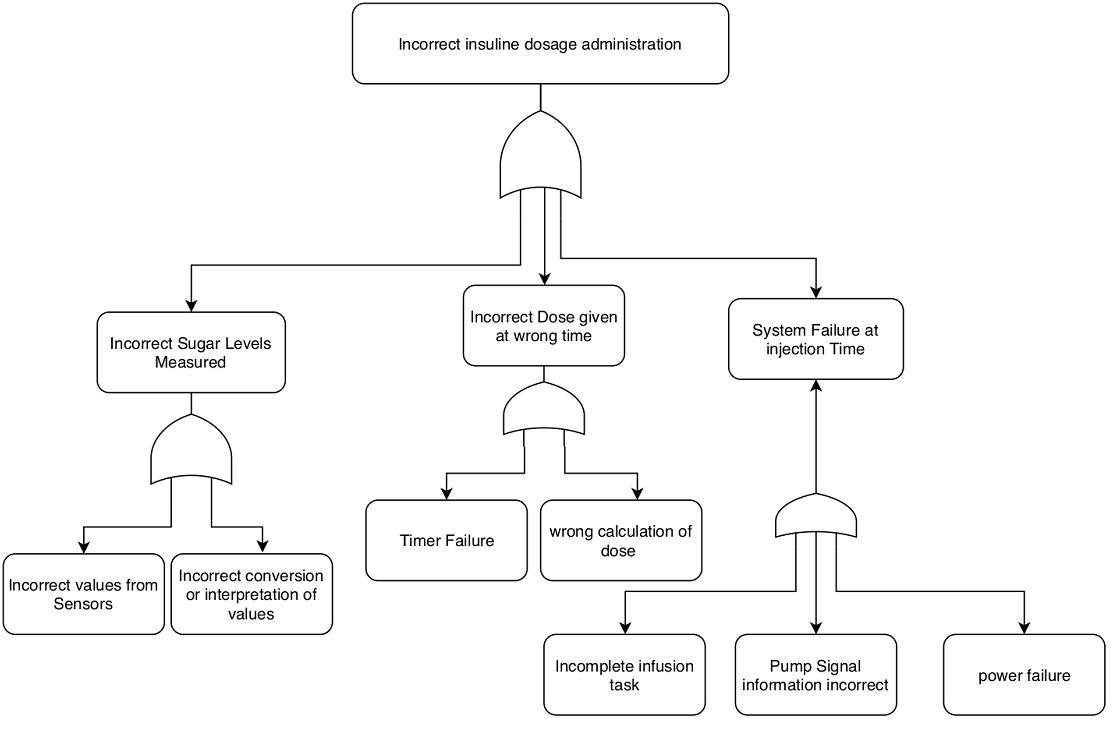 Incorrect insuline dosage administration
Incorrect Sugar Levels
Measured
Incorrect Dose given
at wrong time
System Failure at
injection Time
Incorrect values from
Sensors
Incorrect conversion
or interpretation of
values
Timer Failure
wrong calculation of
dose
Incomplete infusion
task
Pump Signal
information incorrect
power failure